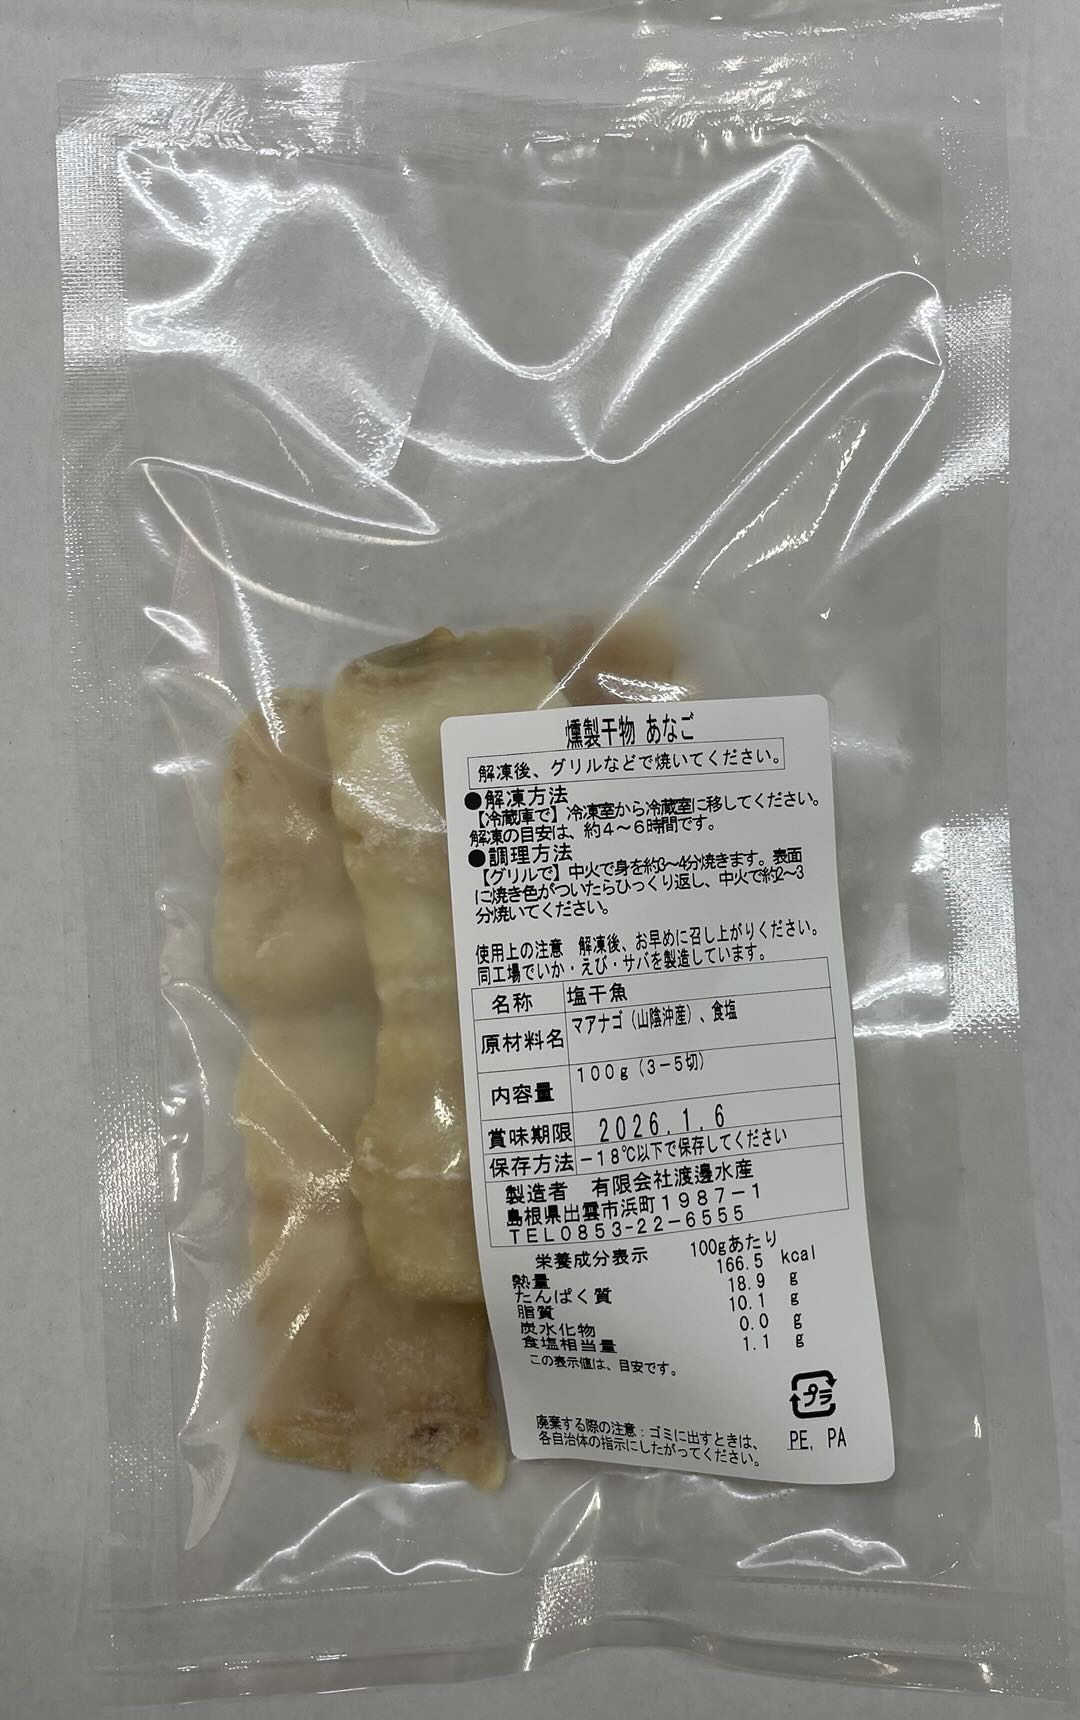 燻製干物 あなご
解凍後、グリルなどで焼いてください。
●解凍方法
【冷蔵庫で】冷凍室から冷蔵室に移してください。
解凍の目安は、約4～6時間です。
●調理方法
【グリルで】中火で身を約3～4分焼きます。表面
に焼き色がついたらひっくり返し、中火で約2～3
分焼いてください。
使用上の注意 解凍後、お早めに召し上がりください。
同工場でいか・えび・サバを製造しています。
名称 塩干魚
原材料名 マアナゴ（山陰沖産）、食塩
内容量 100g（3－5切）
賞味期限 2026.1.6
保存方法 －18℃以下で保存してください
製造者 有限会社渡邊水産
島根県出雲市浜町1987－1
TEL0853－22－6555
栄養成分表示 100gあたり
熱量 166.5 kcal
たんぱく質 18.9 g
脂質 10.1 g
炭水化物 0.0 g
食塩相当量 1.1 g
この表示値は、目安です。
プラ
廃棄する際の注意：ゴミに出すときは、
各自治体の指示にしたがってください。
PE, PA